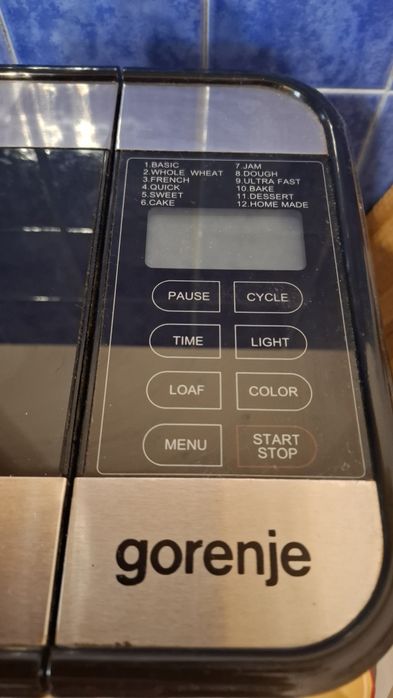 1.BASIC
2.WHOLE WHEAT
3.FRENCH
4.QUICK
5.SWEET
6.CAKE
7.JAM
8.DOUGH
9.ULTRA FAST
10.BAKE
11.DESSERT
12.HOME MADE
PAUSE
CYCLE
TIME
LIGHT
LOAF
COLOR
MENU
START
STOP
gorenje